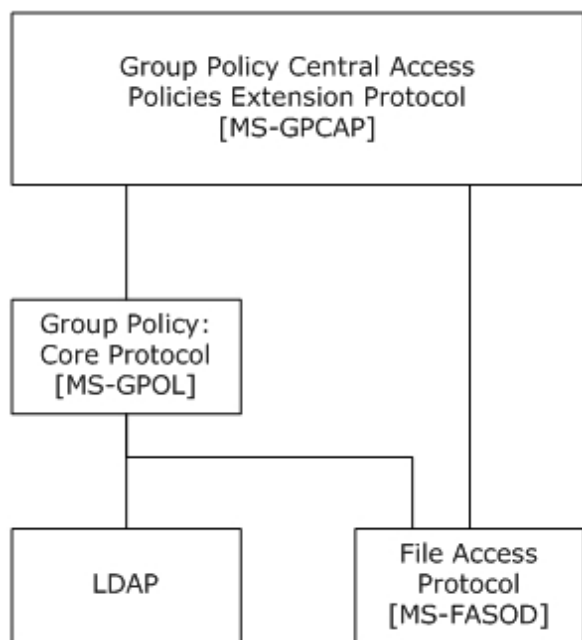 Group Policy Central Access
Policies Extension Protocol
[MS-GPCAP]
Group Policy:
Core Protocol
[MS-GPOL]
LDAP
File Access
Protocol
[MS-FASOD]